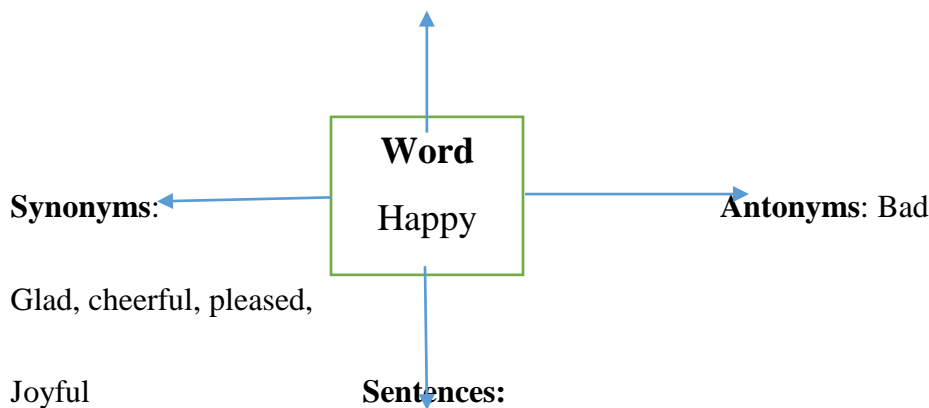 Word
Happy
Synonyms:
Antonyms: Bad
Glad, cheerful, pleased,
Joyful
Sentences: